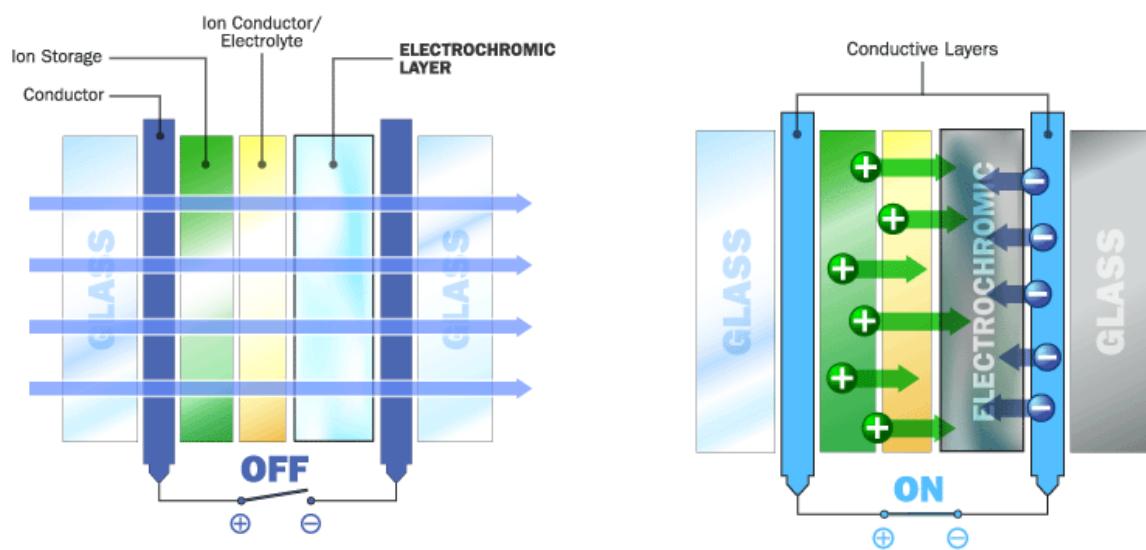 Ion Conductor/
Electrolyte
Ion Storage
ELECTROCHROMIC
LAYER
Conductor
GLASS
GLASS
OFF
+
−
Conductive Layers
GLASS
+
+
+
+
+
+
ELECTROCHROMIC
−
−
−
−
−
GLASS
ON
+
−